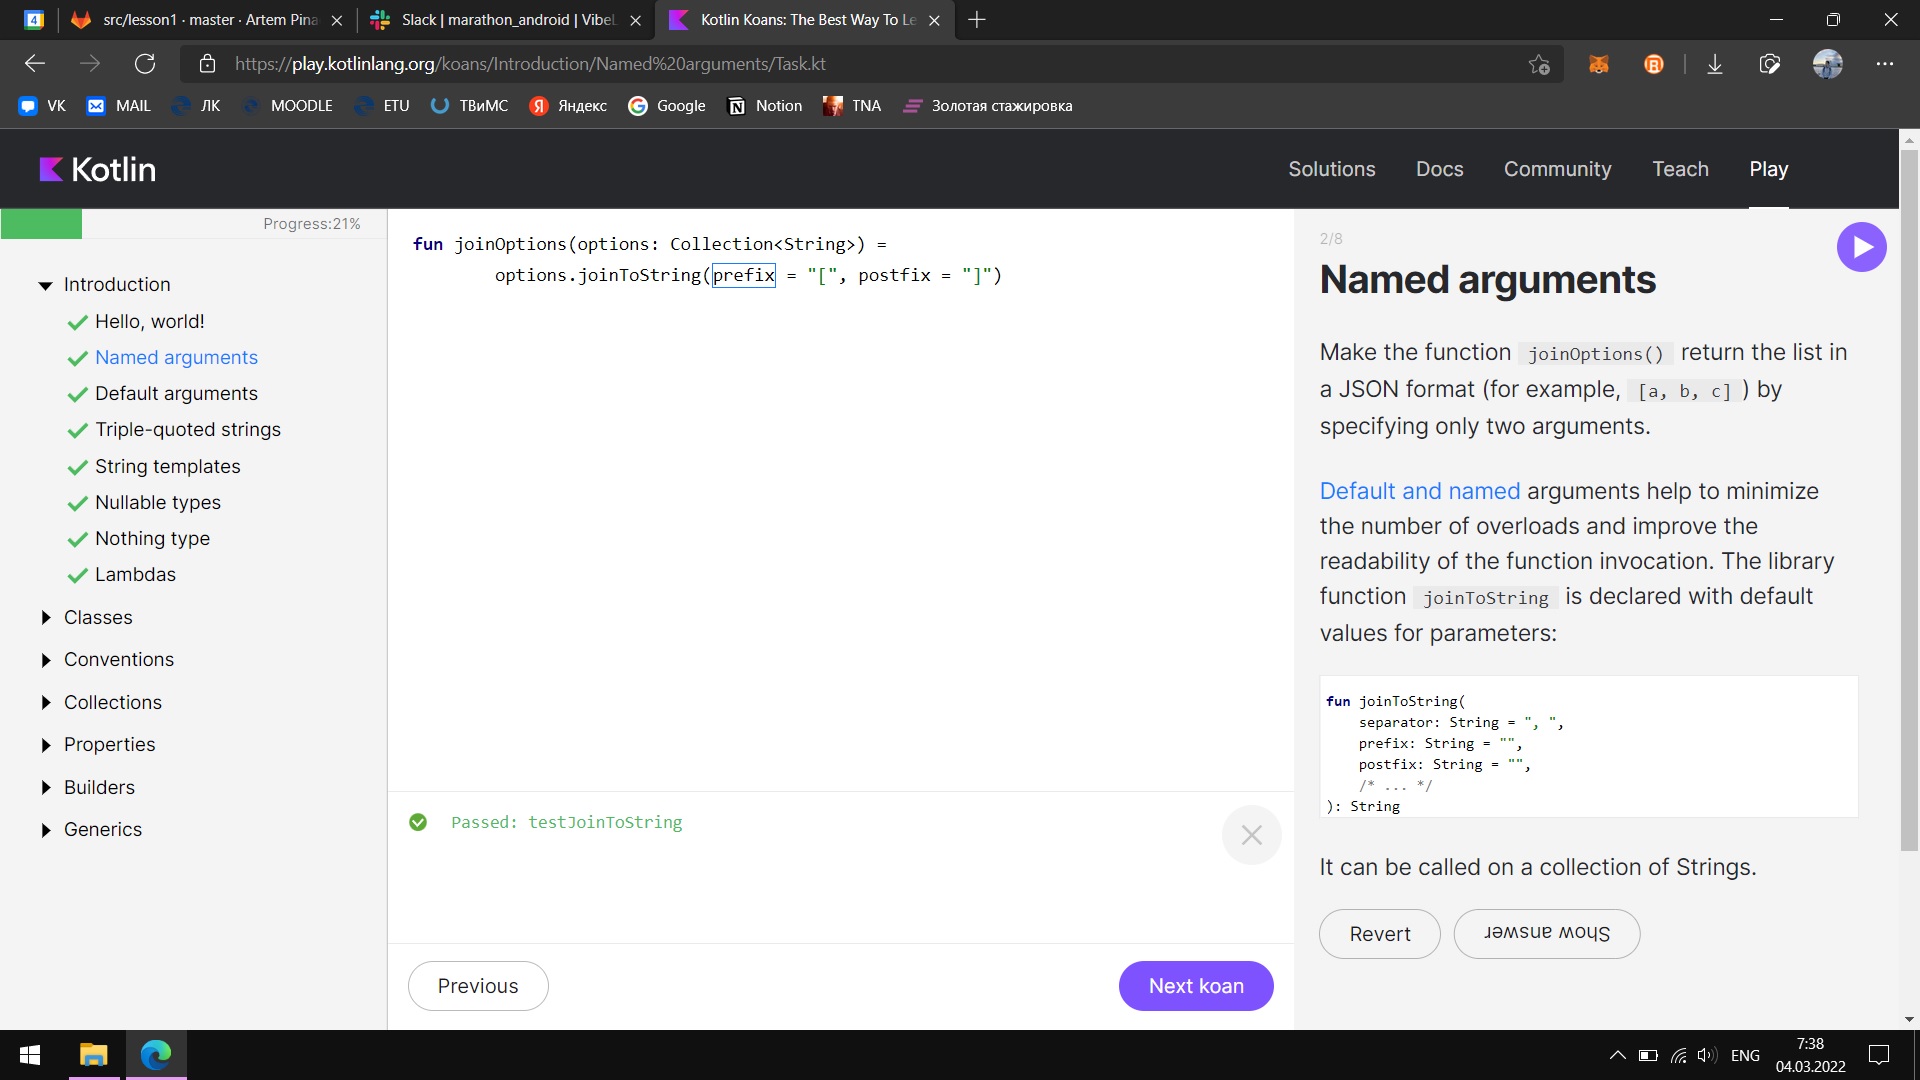 4
src/lesson1 · master · Artem Pina
Slack | marathon_android | VibeL
Kotlin Koans: The Best Way To Le
https://play.kotlinlang.org/koans/Introduction/Named%20arguments/Task.kt
VK
MAIL
ЛК
MOODLE
ETU
ТВиМС
Яндекс
Google
Notion
TNA
Золотая стажировка
Kotlin
Solutions
Docs
Community
Teach
Play
Progress:21%
Introduction
Hello, world!
Named arguments
Default arguments
Triple-quoted strings
String templates
Nullable types
Nothing type
Lambdas
Classes
Conventions
Collections
Properties
Builders
Generics
fun joinOptions(options: Collection<String>) =
options.joinToString(prefix = "[", postfix = "]")
Passed: testJoinToString
Previous
Next koan
2/8
Named arguments
Make the function joinOptions() return the list in
a JSON format (for example, [a, b, c] ) by
specifying only two arguments.
Default and named arguments help to minimize
the number of overloads and improve the
readability of the function invocation. The library
function joinToString is declared with default
values for parameters:
fun joinToString(
separator: String = ", ",
prefix: String = "",
postfix: String = "",
/* ... */
): String
It can be called on a collection of Strings.
Revert
Show answer
ENG
7:38
04.03.2022